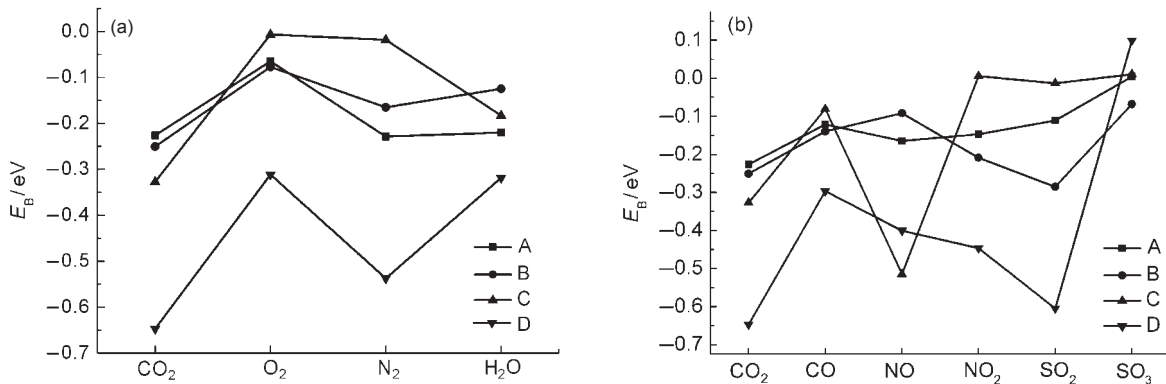 (a)
0.0
−0.1
−0.2
−0.3
−0.4
−0.5
−0.6
−0.7
E_B/eV
A
B
C
D
CO₂ O₂ N₂ H₂O
(b)
0.1
0.0
−0.1
−0.2
−0.3
−0.4
−0.5
−0.6
−0.7
E_B/eV
A
B
C
D
CO₂ CO NO NO₂ SO₂ SO₃